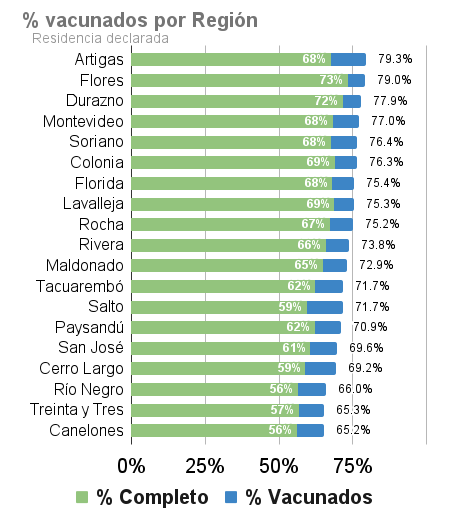 % vacunados por Región
Residencia declarada
Artigas 68% 79.3%
Flores 73% 79.0%
Durazno 72% 77.9%
Montevideo 68% 77.0%
Soriano 68% 76.4%
Colonia 69% 76.3%
Florida 68% 75.4%
Lavalleja 69% 75.3%
Rocha 67% 75.2%
Rivera 66% 73.8%
Maldonado 65% 72.9%
Tacuarembó 62% 71.7%
Salto 59% 71.7%
Paysandú 62% 70.9%
San José 61% 69.6%
Cerro Largo 59% 69.2%
Río Negro 56% 66.0%
Treinta y Tres 57% 65.3%
Canelones 56% 65.2%
0% 25% 50% 75%
% Completo % Vacunados